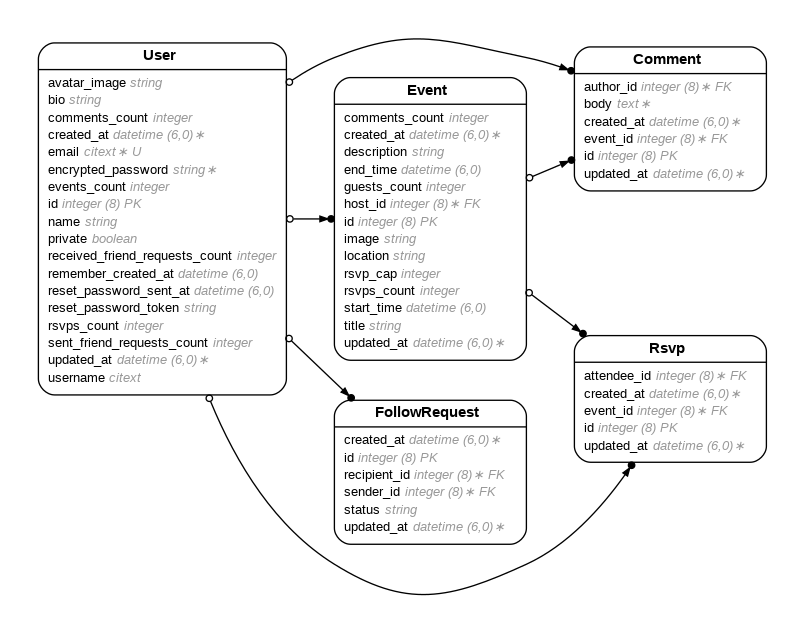 User
avatar_image string
bio string
comments_count integer
created_at datetime (6,0)∗
email citext∗ U
encrypted_password string∗
events_count integer
id integer (8) PK
name string
private boolean
received_friend_requests_count integer
remember_created_at datetime (6,0)
reset_password_sent_at datetime (6,0)
reset_password_token string
rsvps_count integer
sent_friend_requests_count integer
updated_at datetime (6,0)∗
username citext
Event
comments_count integer
created_at datetime (6,0)∗
description string
end_time datetime (6,0)
guests_count integer
host_id integer (8)∗ FK
id integer (8) PK
image string
location string
rsvp_cap integer
rsvps_count integer
start_time datetime (6,0)
title string
updated_at datetime (6,0)∗
FollowRequest
created_at datetime (6,0)∗
id integer (8) PK
recipient_id integer (8)∗ FK
sender_id integer (8)∗ FK
status string
updated_at datetime (6,0)∗
Comment
author_id integer (8)∗ FK
body text∗
created_at datetime (6,0)∗
event_id integer (8)∗ FK
id integer (8) PK
updated_at datetime (6,0)∗
Rsvp
attendee_id integer (8)∗ FK
created_at datetime (6,0)∗
event_id integer (8)∗ FK
id integer (8) PK
updated_at datetime (6,0)∗